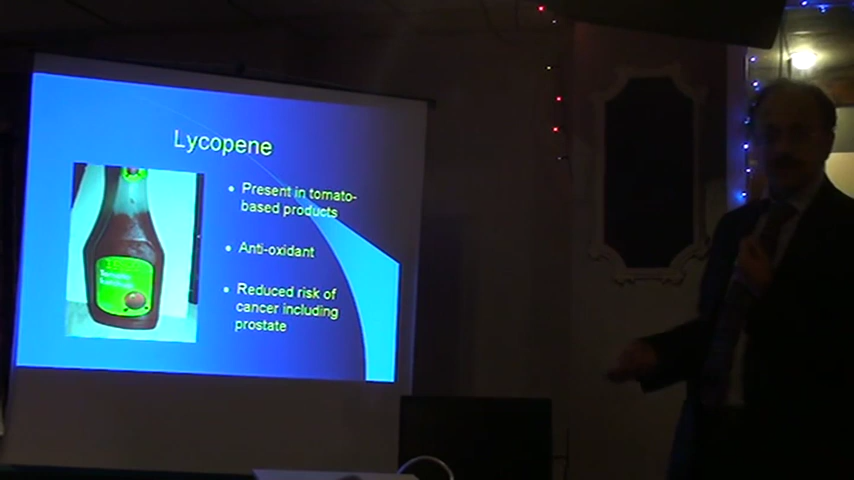 Lycopene
• Present in tomato-
based products
• Anti-oxidant
• Reduced risk of
cancer including
prostate